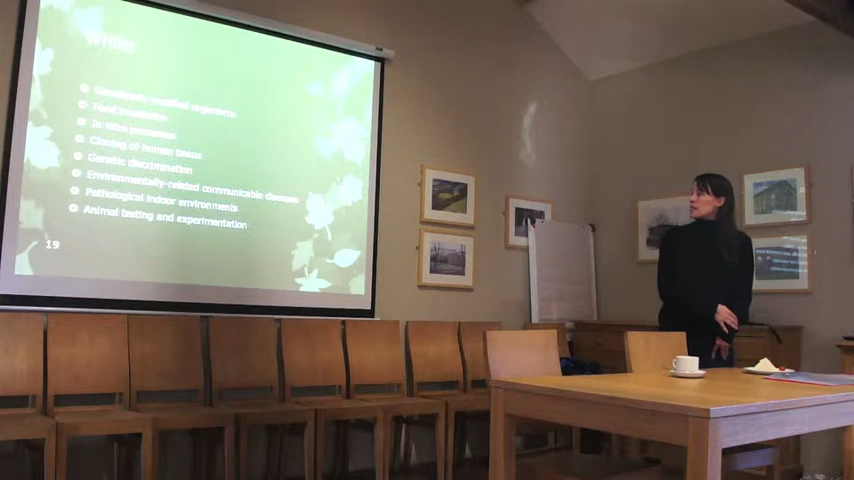 Genetically modified organisms
Food irradiation
In vitro processes
Cloning of human tissue
Genetic discrimination
Environmentally-related communicable diseases
Pathological indoor environments
Animal testing and experimentation
19